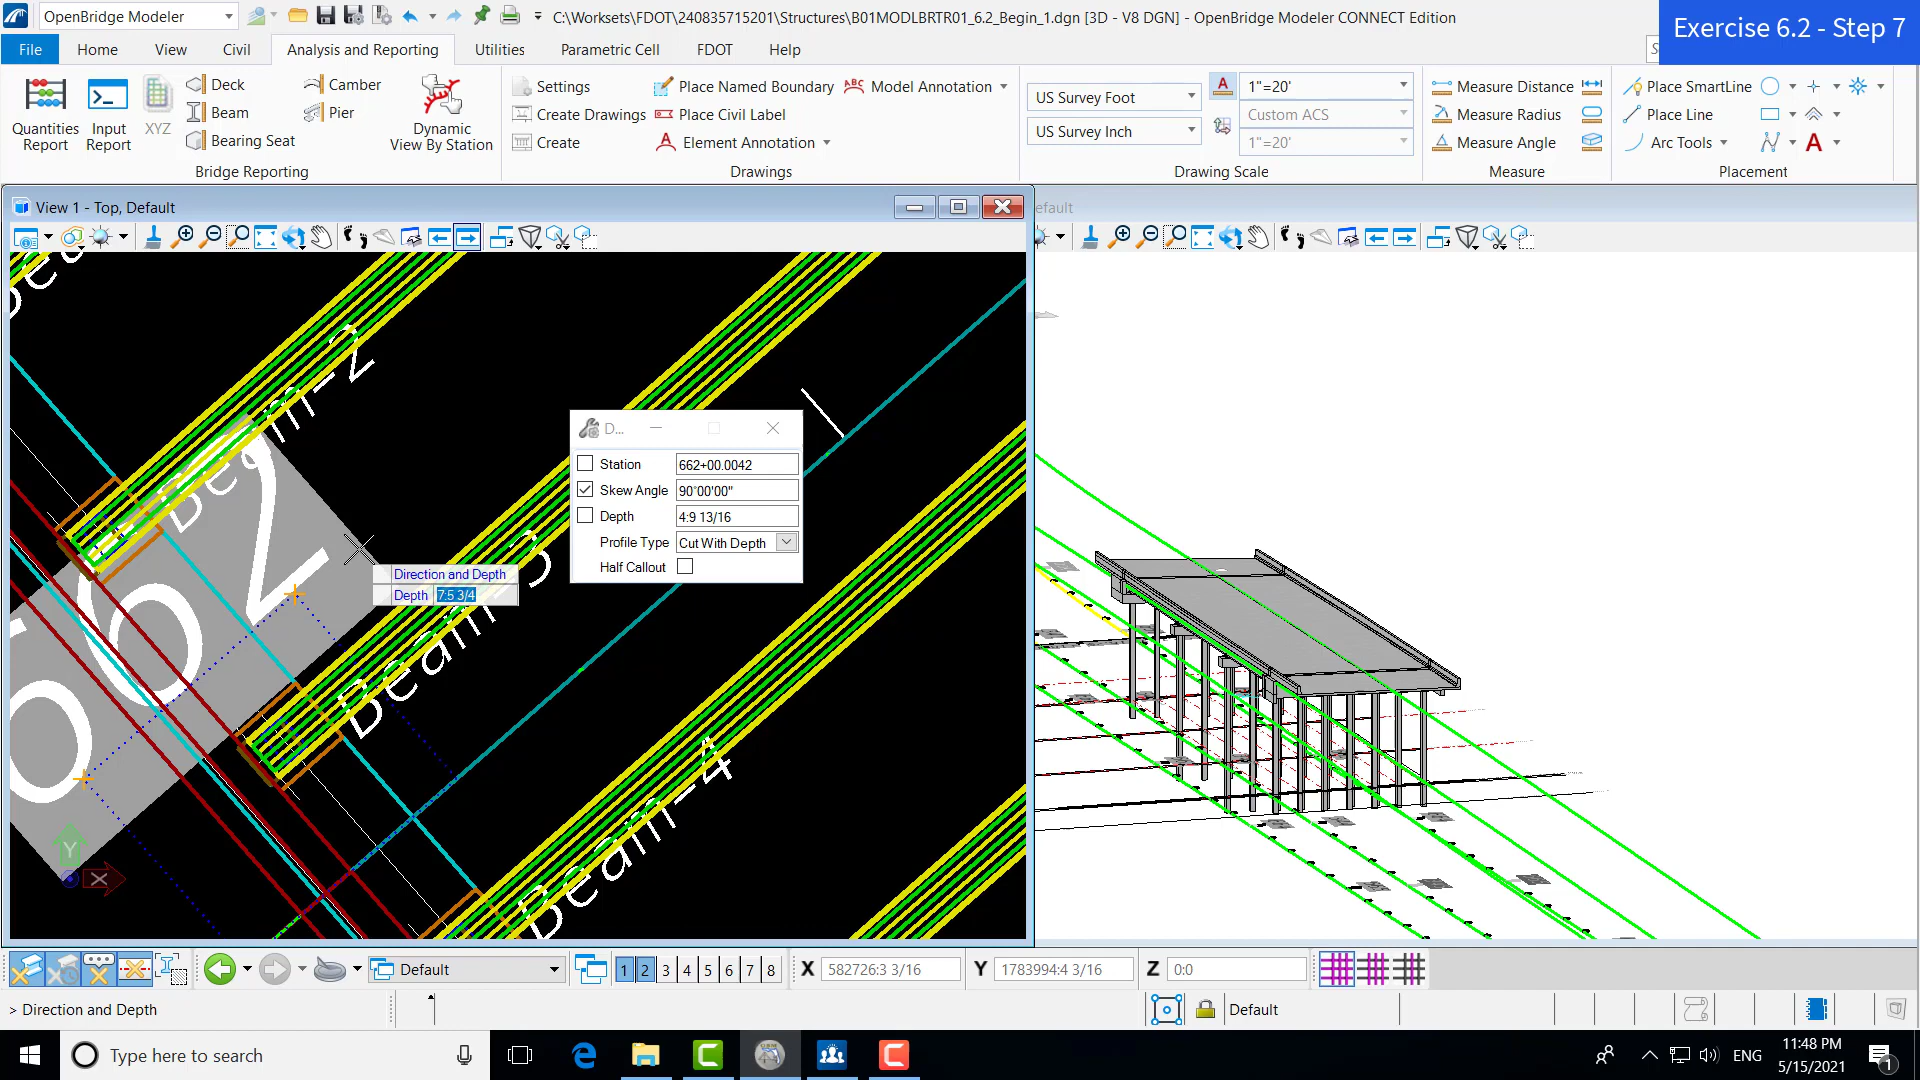 OpenBridge Modeler
C:\Worksets\FDOT\240835715201\Structures\B01MODLBRTR01_6.2_Begin_1.dgn [3D - V8 DGN] - OpenBridge Modeler CONNECT Edition
Exercise 6.2 - Step 7
File
Home
View
Civil
Analysis and Reporting
Utilities
Parametric Cell
FDOT
Help
Quantities Report
Input Report
XYZ
Deck
Beam
Bearing Seat
Camber
Pier
Dynamic View By Station
Bridge Reporting
Settings
Create Drawings
Create
Place Named Boundary
Place Civil Label
Element Annotation
Model Annotation
Drawings
US Survey Foot
US Survey Inch
1"=20'
Custom ACS
1"=20'
Drawing Scale
Measure Distance
Measure Radius
Measure Angle
Measure
Place SmartLine
Place Line
Arc Tools
Placement
View 1 - Top, Default
efault
Beam-2
Beam-3
Beam-4
62
D...
Station 662+00.0042
Skew Angle 90°00'00"
Depth 4:9 13/16
Profile Type Cut With Depth
Half Callout
Direction and Depth
Depth 7:5 3/4
Y
X
Default
1 2 3 4 5 6 7 8
X 582726:3 3/16
Y 1783994:4 3/16
Z 0:0
> Direction and Depth
Default
Type here to search
ENG
11:48 PM
5/15/2021
1